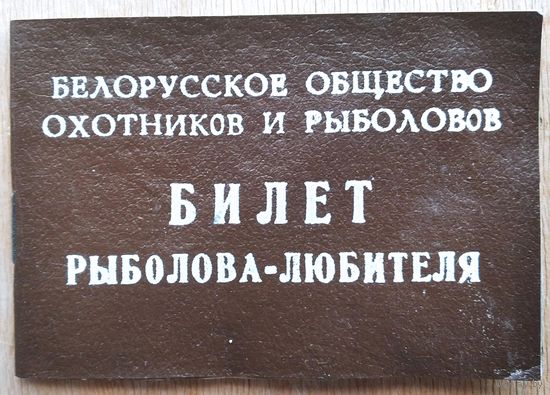 БЕЛОРУССКОЕ ОБЩЕСТВО
ОХОТНИКОВ И РЫБОЛОВОВ
БИЛЕТ
РЫБОЛОВА-ЛЮБИТЕЛЯ